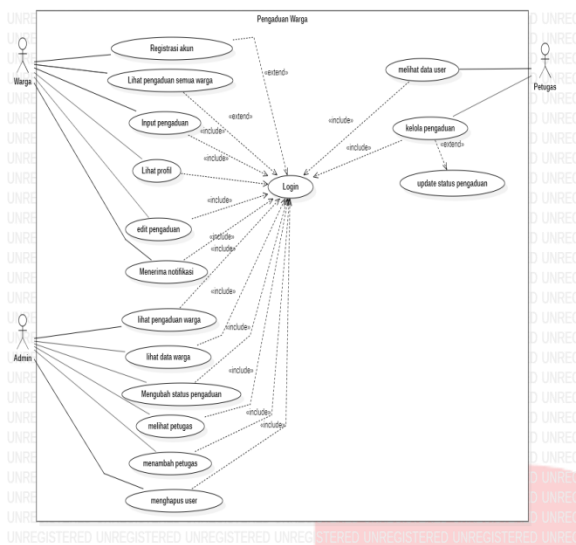 Pengaduan Warga
Registrasi akun
«extend»
melihat data user
Warga
Petugas
Lihat pengaduan semua warga
«extend»
Input pengaduan
«include»
«include»
kelola pengaduan
«include»
«include»
«extend»
Lihat profil
Login
update status pengaduan
«include»
edit pengaduan
«include»
«include»
Menerima notifikasi
«include»
lihat pengaduan warga
«include»
Admin
lihat data warga
Mengubah status pengaduan
«include»
melihat petugas
«include»
menambah petugas
menghapus user
UNREGISTERED UNREGISTERED UNREGISTERED UNREGISTERED UNREGISTERED UNREGISTERED